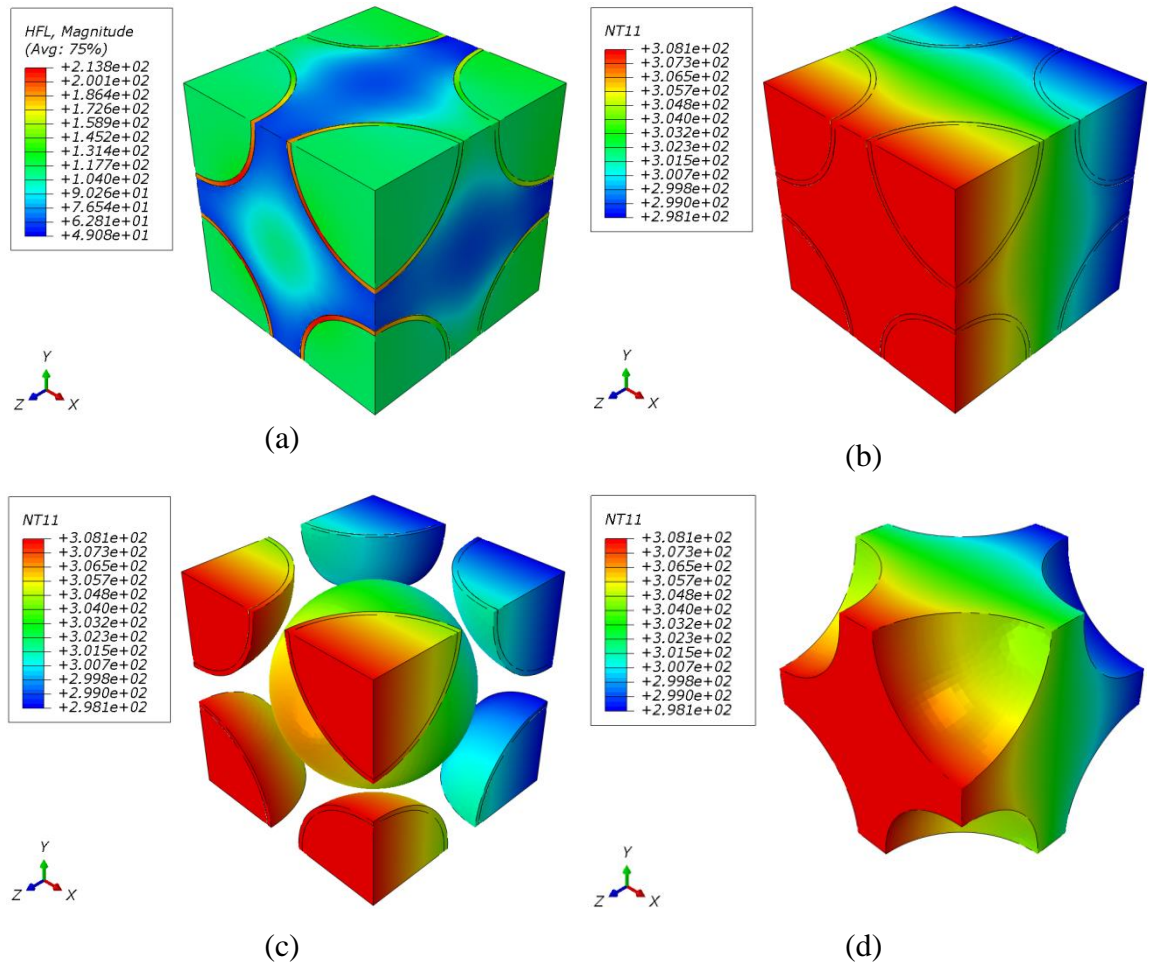 HFL, Magnitude
(Avg: 75%)
+2.138e+02
+2.001e+02
+1.864e+02
+1.726e+02
+1.589e+02
+1.452e+02
+1.314e+02
+1.177e+02
+1.040e+02
+9.026e+01
+7.654e+01
+6.281e+01
+4.908e+01
Y
Z
X
(a)
NT11
+3.081e+02
+3.073e+02
+3.065e+02
+3.057e+02
+3.048e+02
+3.040e+02
+3.032e+02
+3.023e+02
+3.015e+02
+3.007e+02
+2.998e+02
+2.990e+02
+2.981e+02
Y
Z
X
(b)
NT11
+3.081e+02
+3.073e+02
+3.065e+02
+3.057e+02
+3.048e+02
+3.040e+02
+3.032e+02
+3.023e+02
+3.015e+02
+3.007e+02
+2.998e+02
+2.990e+02
+2.981e+02
Y
Z
X
(c)
NT11
+3.081e+02
+3.073e+02
+3.065e+02
+3.057e+02
+3.048e+02
+3.040e+02
+3.032e+02
+3.023e+02
+3.015e+02
+3.007e+02
+2.998e+02
+2.990e+02
+2.981e+02
Y
Z
X
(d)